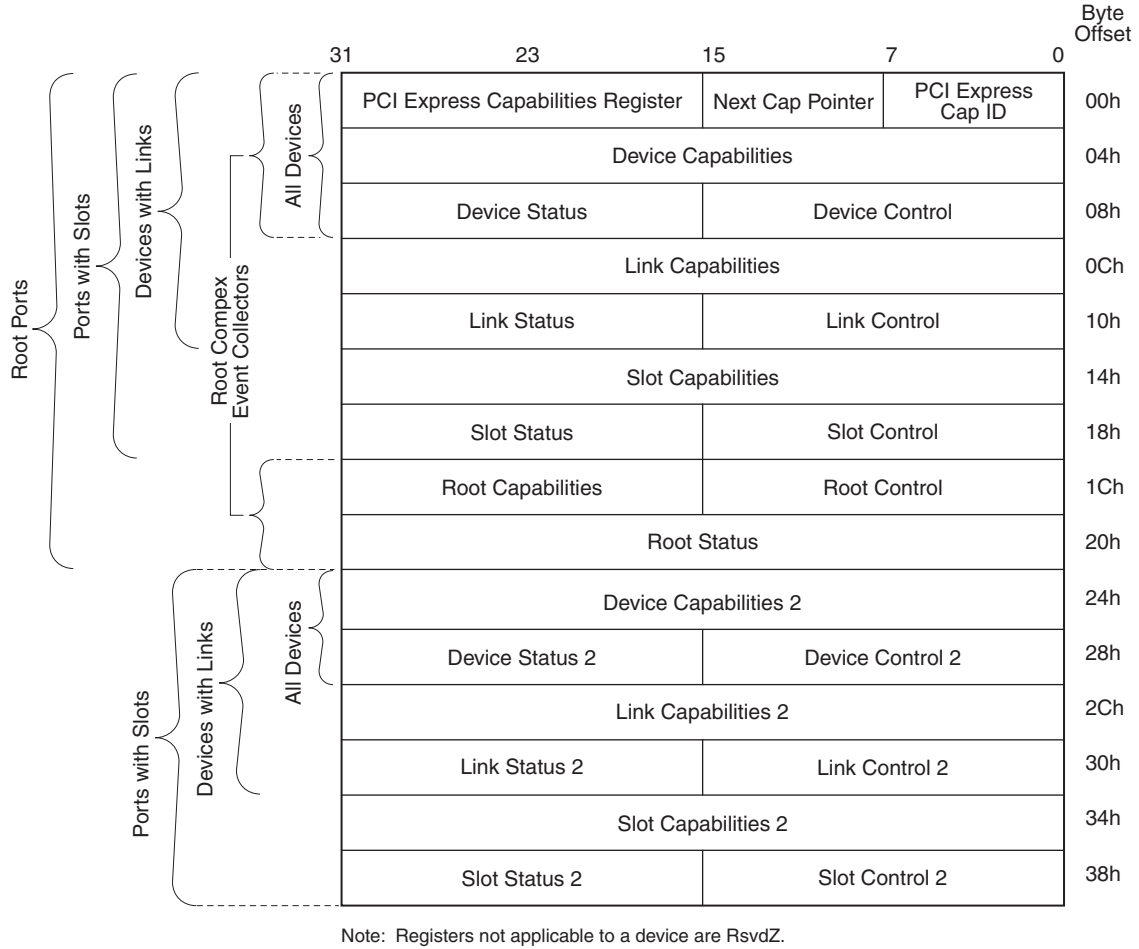 Byte
Offset
31 23 15 7 0
PCI Express Capabilities Register Next Cap Pointer PCI Express
Cap ID 00h
Device Capabilities 04h
Device Status Device Control 08h
Link Capabilities 0Ch
Link Status Link Control 10h
Slot Capabilities 14h
Slot Status Slot Control 18h
Root Capabilities Root Control 1Ch
Root Status 20h
Device Capabilities 2 24h
Device Status 2 Device Control 2 28h
Link Capabilities 2 2Ch
Link Status 2 Link Control 2 30h
Slot Capabilities 2 34h
Slot Status 2 Slot Control 2 38h
Root Ports
Ports with Slots
Devices with Links
Root Compex
Event Collectors
All Devices
Ports with Slots
Devices with Links
All Devices
Note: Registers not applicable to a device are RsvdZ.